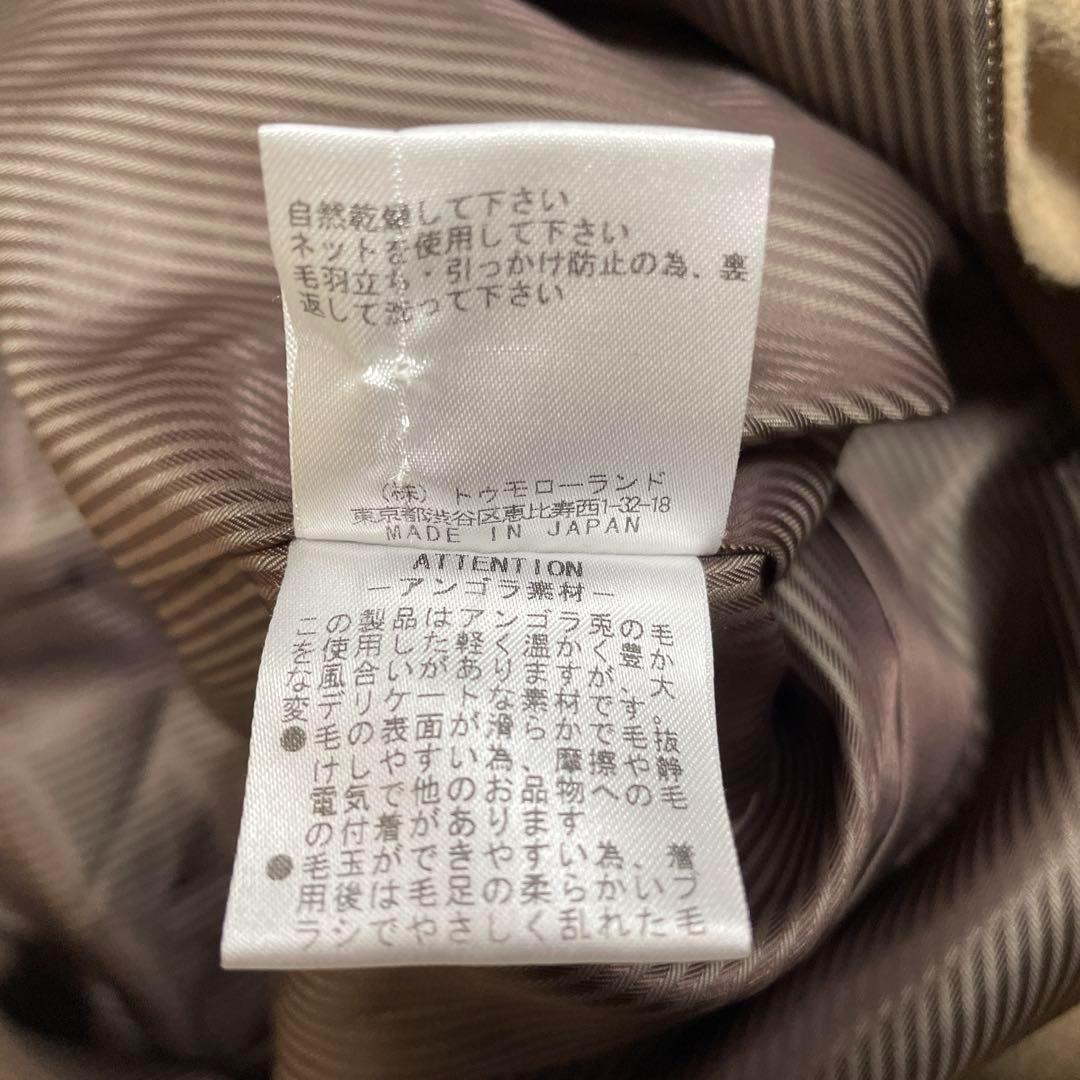 自然乾燥して下さい
ネットを使用して下さい
毛羽立ち・引っかけ防止の為、裏
返して洗って下さい
(株) トゥモローランド
東京都渋谷区恵比寿西1-32-18
MADE IN JAPAN
ATTENTION
－アンゴラ素材－
この製品はアンゴラ兎の毛
を使用した軽く温かく豊か
な風合いがありますが、大
変デリケートな素材です。
●毛の表面が滑らかで毛抜
けしやすい為、摩擦や静
電気で他のお品物への毛
付着があります
●毛玉ができやすい為、着
用後は毛足の柔らかいブ
ラシでやさしく乱れた毛